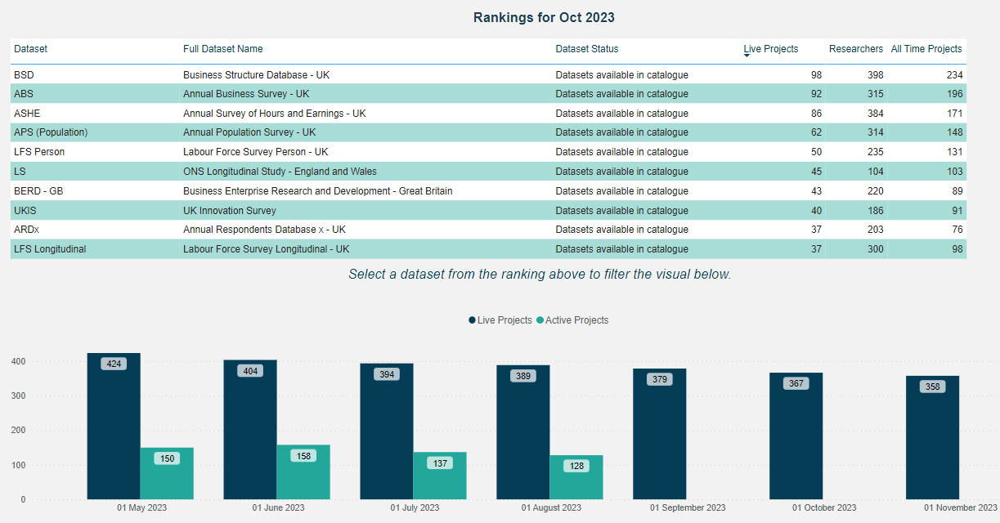 Rankings for Oct 2023
Dataset Full Dataset Name Dataset Status Live Projects Researchers All Time Projects
BSD Business Structure Database - UK Datasets available in catalogue 98 398 234
ABS Annual Business Survey - UK Datasets available in catalogue 92 315 196
ASHE Annual Survey of Hours and Earnings - UK Datasets available in catalogue 86 384 171
APS (Population) Annual Population Survey - UK Datasets available in catalogue 62 314 148
LFS Person Labour Force Survey Person - UK Datasets available in catalogue 50 235 131
LS ONS Longitudinal Study - England and Wales Datasets available in catalogue 45 104 103
BERD - GB Business Enterprise Research and Development - Great Britain Datasets available in catalogue 43 220 89
UKIS UK Innovation Survey Datasets available in catalogue 40 186 91
ARDx Annual Respondents Database x - UK Datasets available in catalogue 37 203 76
LFS Longitudinal Labour Force Survey Longitudinal - UK Datasets available in catalogue 37 300 98
Select a dataset from the ranking above to filter the visual below.
Live Projects Active Projects
400
300
200
100
0
424
404
394
389
379
367
358
150
158
137
128
01 May 2023 01 June 2023 01 July 2023 01 August 2023 01 September 2023 01 October 2023 01 November 2023